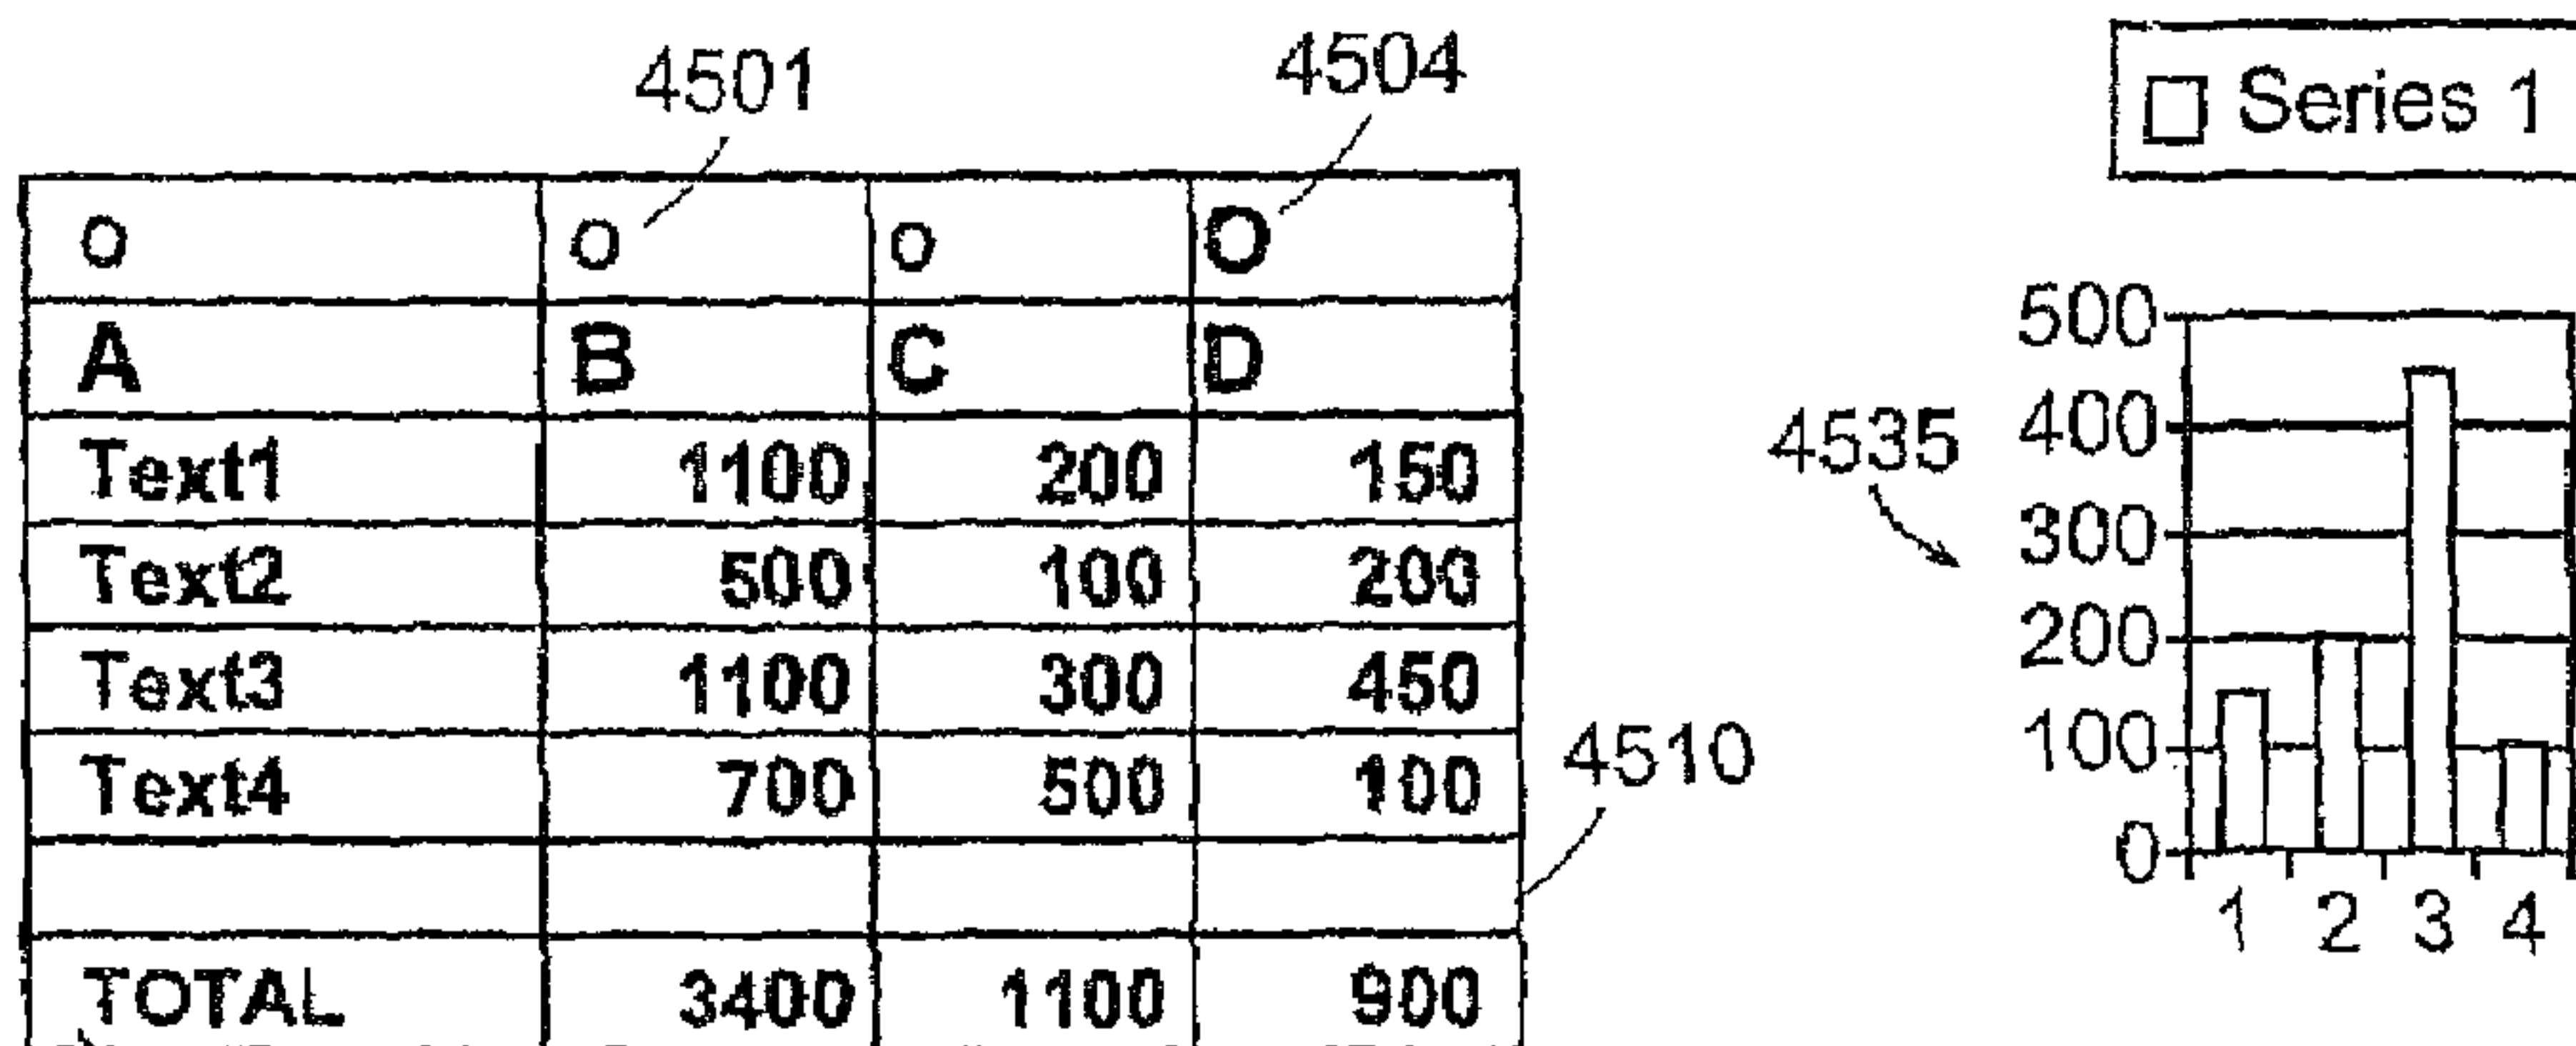 4501 4504
o o o O
A B C D
Text1 1100 200 150
Text2 500 100 200
Text3 1100 300 450
Text4 700 500 100
TOTAL 3400 1100 900
4510
Series 1
4535
500
400
300
200
100
0
1 2 3 4